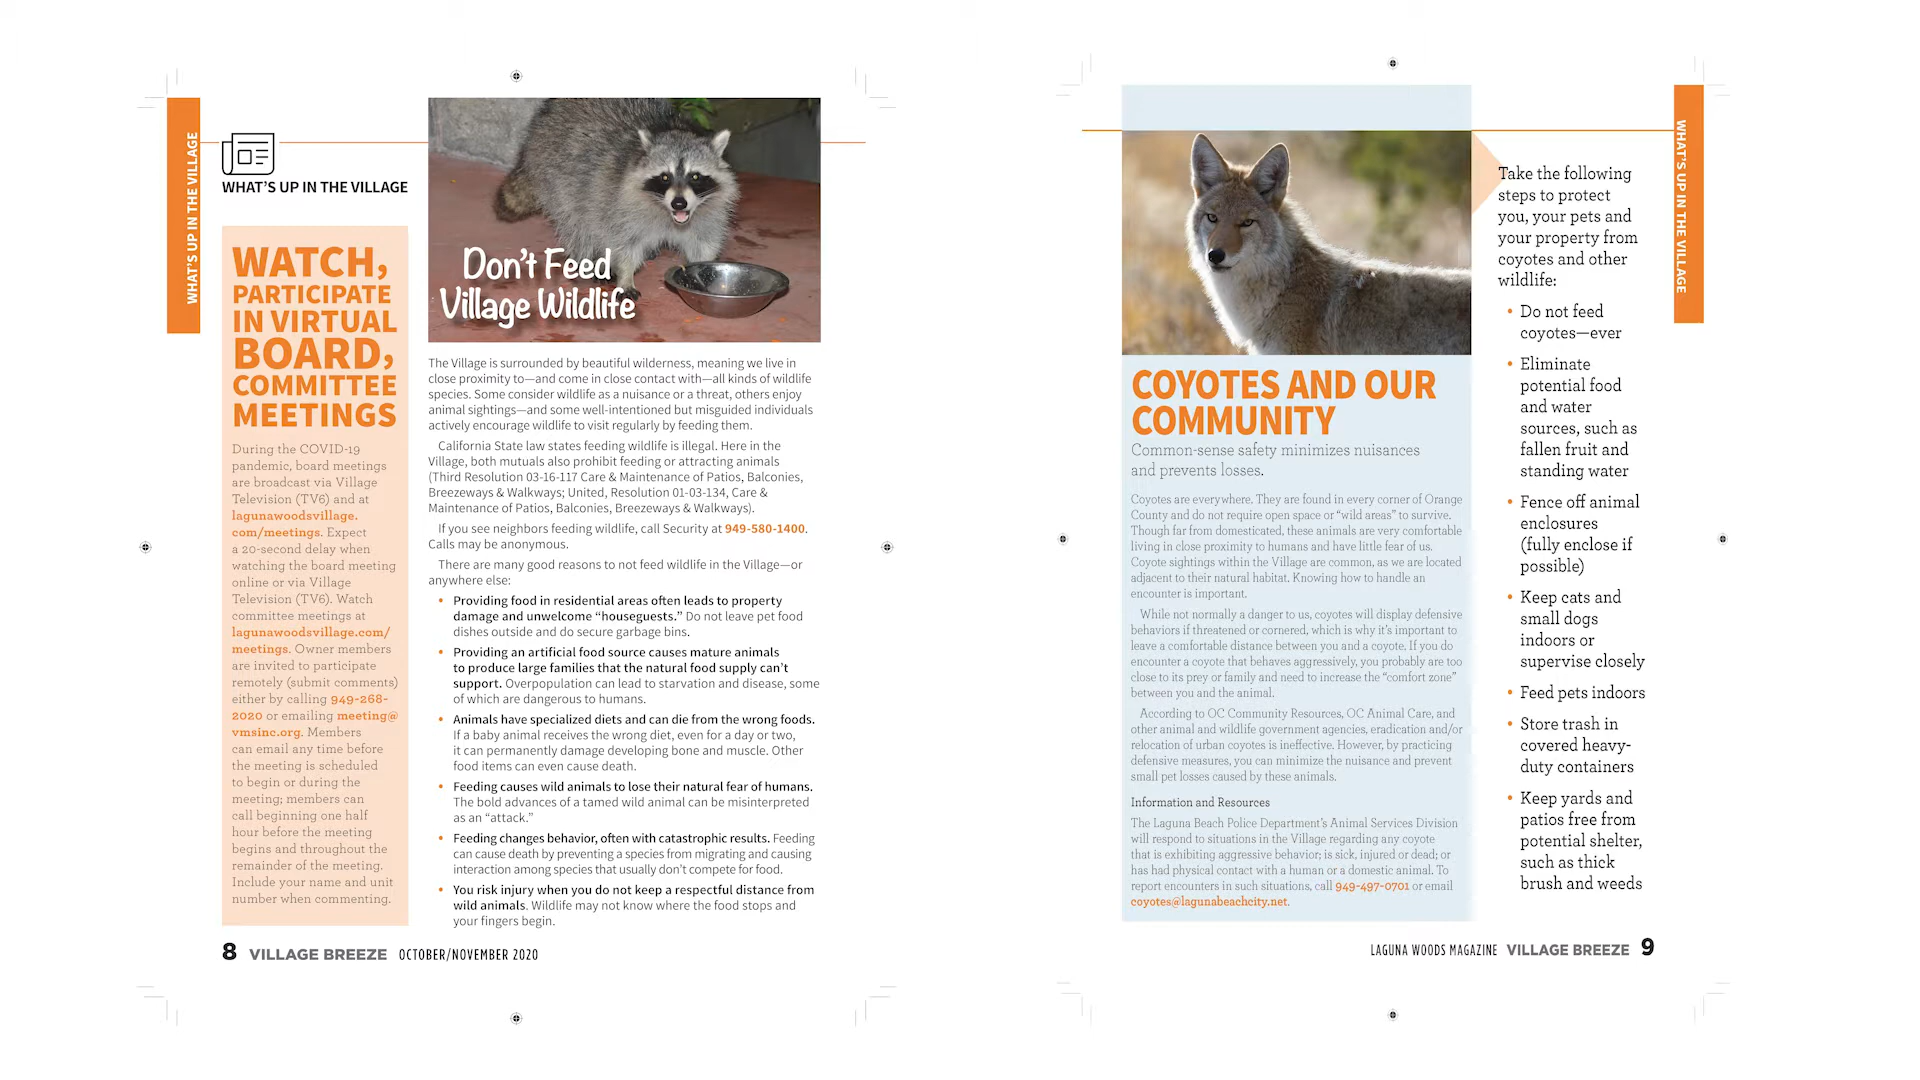 WHAT'S UP IN THE VILLAGE
WHAT'S UP IN THE VILLAGE
WATCH,
PARTICIPATE
IN VIRTUAL
BOARD,
COMMITTEE
MEETINGS
During the COVID-19
pandemic, board meetings
are broadcast via Village
Television (TV6) and at
lagunawoodsvillage.
com/meetings. Expect
a 20-second delay when
watching the board meeting
online or via Village
Television (TV6). Watch
committee meetings at
lagunawoodsvillage.com/
meetings. Owner members
are invited to participate
remotely (submit comments)
either by calling 949-268-
2020 or emailing meeting@
vmsinc.org. Members
can email any time before
the meeting is scheduled
to begin or during the
meeting; members can
call beginning one half
hour before the meeting
begins and throughout the
remainder of the meeting.
Include your name and unit
number when commenting.
Don't Feed
Village Wildlife
The Village is surrounded by beautiful wilderness, meaning we live in
close proximity to—and come in close contact with—all kinds of wildlife
species. Some consider wildlife as a nuisance or a threat, others enjoy
animal sightings—and some well-intentioned but misguided individuals
actively encourage wildlife to visit regularly by feeding them.
California State law states feeding wildlife is illegal. Here in the
Village, both mutuals also prohibit feeding or attracting animals
(Third Resolution 03-16-117 Care & Maintenance of Patios, Balconies,
Breezeways & Walkways; United, Resolution 01-03-134, Care &
Maintenance of Patios, Balconies, Breezeways & Walkways).
If you see neighbors feeding wildlife, call Security at 949-580-1400.
Calls may be anonymous.
There are many good reasons to not feed wildlife in the Village—or
anywhere else:
• Providing food in residential areas often leads to property
damage and unwelcome “houseguests.” Do not leave pet food
dishes outside and do secure garbage bins.
• Providing an artificial food source causes mature animals
to produce large families that the natural food supply can't
support. Overpopulation can lead to starvation and disease, some
of which are dangerous to humans.
• Animals have specialized diets and can die from the wrong foods.
If a baby animal receives the wrong diet, even for a day or two,
it can permanently damage developing bone and muscle. Other
food items can even cause death.
• Feeding causes wild animals to lose their natural fear of humans.
The bold advances of a tamed wild animal can be misinterpreted
as an “attack.”
• Feeding changes behavior, often with catastrophic results. Feeding
can cause death by preventing a species from migrating and causing
interaction among species that usually don't compete for food.
• You risk injury when you do not keep a respectful distance from
wild animals. Wildlife may not know where the food stops and
your fingers begin.
8 VILLAGE BREEZE OCTOBER/NOVEMBER 2020
COYOTES AND OUR
COMMUNITY
Common-sense safety minimizes nuisances
and prevents losses.
Coyotes are everywhere. They are found in every corner of Orange
County and do not require open space or “wild areas” to survive.
Though far from domesticated, these animals are very comfortable
living in close proximity to humans and have little fear of us.
Coyote sightings within the Village are common, as we are located
adjacent to their natural habitat. Knowing how to handle an
encounter is important.
While not normally a danger to us, coyotes will display defensive
behaviors if threatened or cornered, which is why it's important to
leave a comfortable distance between you and a coyote. If you do
encounter a coyote that behaves aggressively, you probably are too
close to its prey or family and need to increase the “comfort zone”
between you and the animal.
According to OC Community Resources, OC Animal Care, and
other animal and wildlife government agencies, eradication and/or
relocation of urban coyotes is ineffective. However, by practicing
defensive measures, you can minimize the nuisance and prevent
small pet losses caused by these animals.
Information and Resources
The Laguna Beach Police Department's Animal Services Division
will respond to situations in the Village regarding any coyote
that is exhibiting aggressive behavior; is sick, injured or dead; or
has had physical contact with a human or a domestic animal. To
report encounters in such situations, call 949-497-0701 or email
coyotes@lagunabeachcity.net.
Take the following
steps to protect
you, your pets and
your property from
coyotes and other
wildlife:
• Do not feed
coyotes—ever
• Eliminate
potential food
and water
sources, such as
fallen fruit and
standing water
• Fence off animal
enclosures
(fully enclose if
possible)
• Keep cats and
small dogs
indoors or
supervise closely
• Feed pets indoors
• Store trash in
covered heavy-
duty containers
• Keep yards and
patios free from
potential shelter,
such as thick
brush and weeds
WHAT'S UP IN THE VILLAGE
LAGUNA WOODS MAGAZINE VILLAGE BREEZE 9